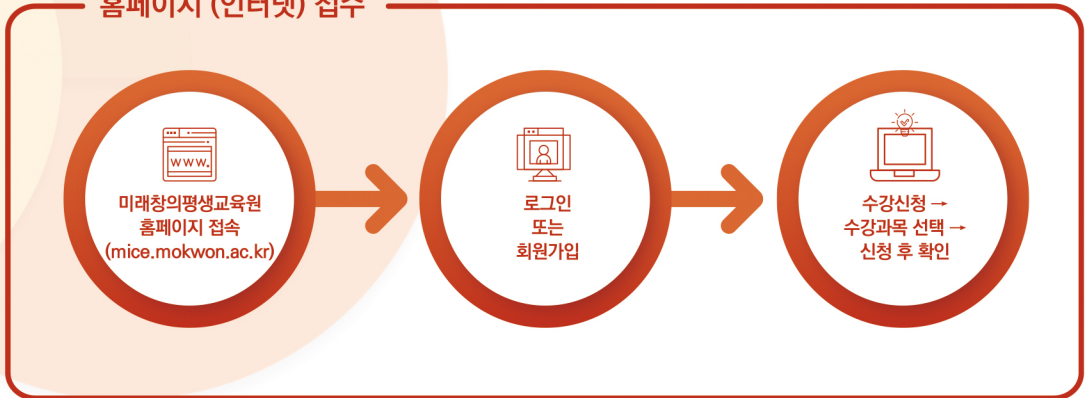 홈페이지 (인터넷) 접수
www.
미래창의평생교육원
홈페이지 접속
(mice.mokwon.ac.kr)
로그인
또는
회원가입
수강신청 →
수강과목 선택 →
신청 후 확인